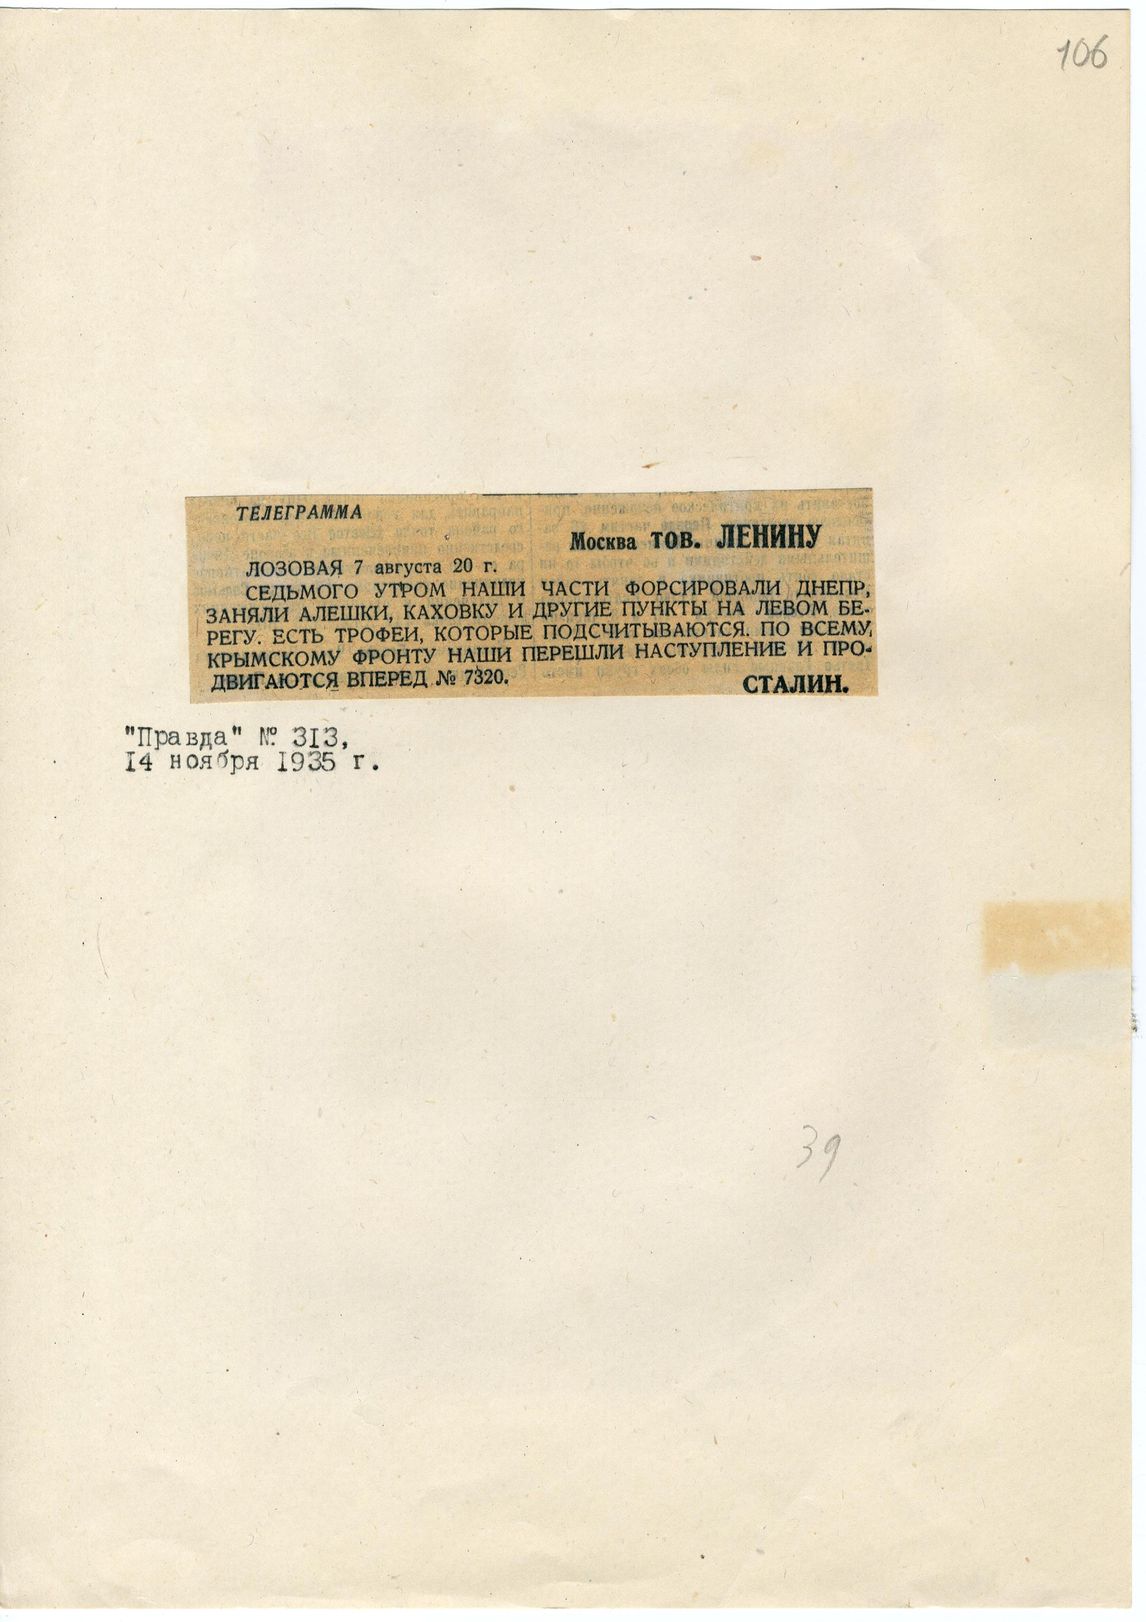 106
ТЕЛЕГРАММА
Москва тов. ЛЕНИНУ
ЛОЗОВАЯ 7 августа 20 г.
СЕДЬМОГО УТРОМ НАШИ ЧАСТИ ФОРСИРОВАЛИ ДНЕПР,
ЗАНЯЛИ АЛЕШКИ, КАХОВКУ И ДРУГИЕ ПУНКТЫ НА ЛЕВОМ БЕ-
РЕГУ. ЕСТЬ ТРОФЕИ, КОТОРЫЕ ПОДСЧИТЫВАЮТСЯ. ПО ВСЕМУ
КРЫМСКОМУ ФРОНТУ НАШИ ПЕРЕШЛИ НАСТУПЛЕНИЕ И ПРО-
ДВИГАЮТСЯ ВПЕРЕД № 7320.
СТАЛИН.
"Правда" № 313,
14 ноября 1935 г.
39